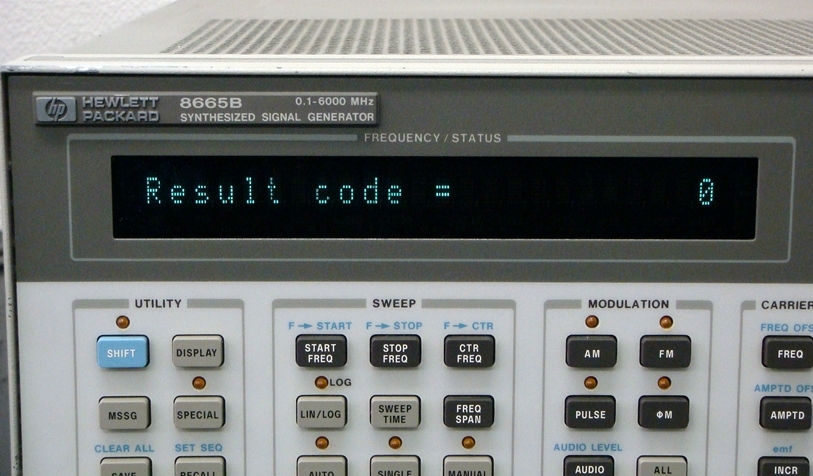 hp HEWLETT PACKARD 8665B 0.1-6000 MHz
SYNTHESIZED SIGNAL GENERATOR
FREQUENCY / STATUS
Result code = 0
UTILITY
SHIFT
DISPLAY
MSSG
SPECIAL
CLEAR ALL
SET SEQ
SAVE
RECALL
SWEEP
F → START
F → STOP
F → CTR
START FREQ
STOP FREQ
CTR FREQ
LOG
LIN/LOG
SWEEP TIME
FREQ SPAN
AUTO
SINGLE
MANUAL
MODULATION
AM
FM
PULSE
ΦM
AUDIO LEVEL
AUDIO
ALL
CARRIER
FREQ OFS
FREQ
AMPTD OFS
AMPTD
emf
INCR